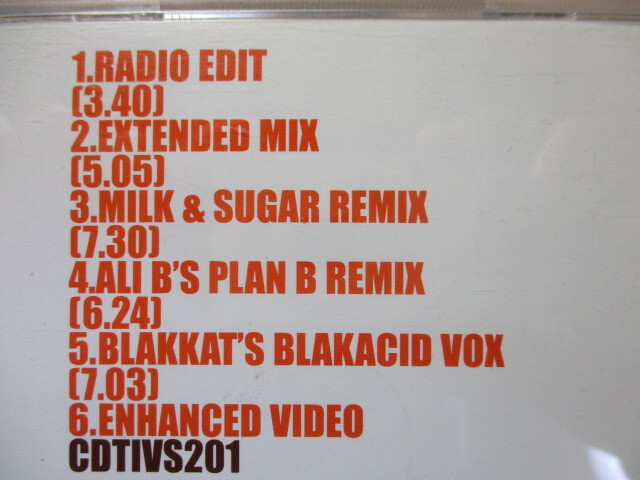 1.RADIO EDIT
(3.40)
2.EXTENDED MIX
(5.05)
3.MILK & SUGAR REMIX
(7.30)
4.ALI B'S PLAN B REMIX
(6.24)
5.BLAKKAT'S BLAKACID VOX
(7.03)
6.ENHANCED VIDEO
CDTIVS201